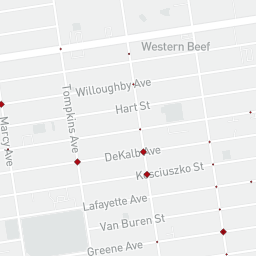 Western Beef
Willoughby Ave
Hart St
Tompkins Ave
Marcy Ave
DeKalb Ave
Kosciuszko St
Lafayette Ave
Van Buren St
Greene Ave